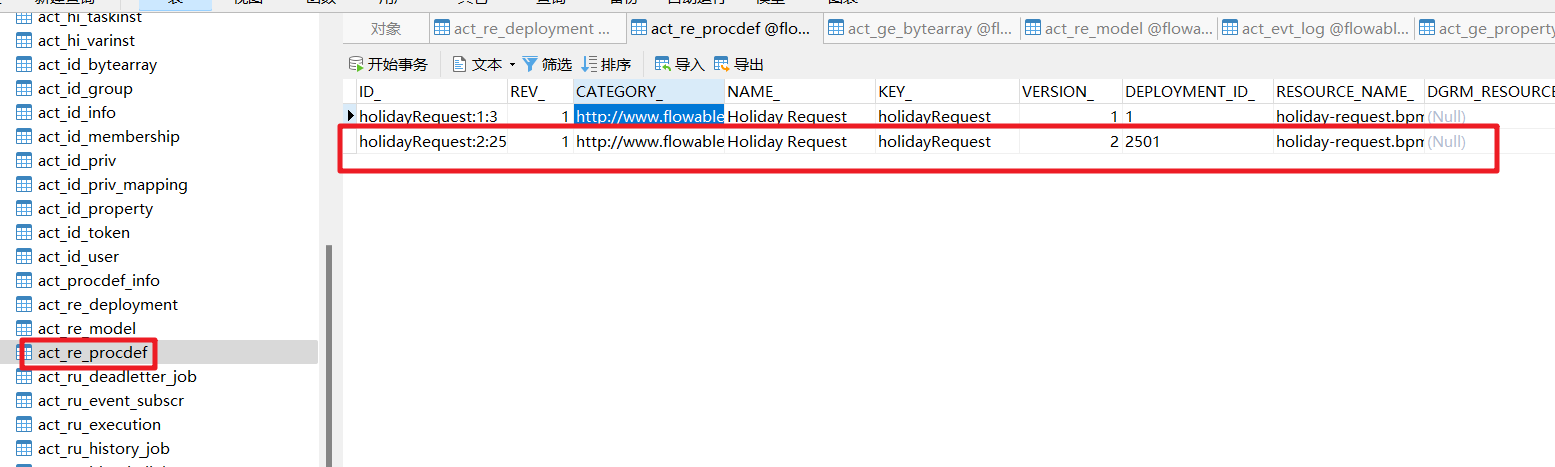 act_hi_taskinst
act_hi_varinst
act_id_bytearray
act_id_group
act_id_info
act_id_membership
act_id_priv
act_id_priv_mapping
act_id_property
act_id_token
act_id_user
act_procdef_info
act_re_deployment
act_re_model
act_re_procdef
act_ru_deadletter_job
act_ru_event_subscr
act_ru_execution
act_ru_history_job
对象 act_re_deployment ... act_re_procdef @flo... act_ge_bytearray @fl... act_re_model @flowa... act_evt_log @flowabl... act_ge_property
开始事务 文本 筛选 排序 导入 导出
ID_ REV_ CATEGORY_ NAME_ KEY_ VERSION_ DEPLOYMENT_ID_ RESOURCE_NAME_ DGRM_RESOURCE
holidayRequest:1:3 1 http://www.flowable Holiday Request holidayRequest 1 1 holiday-request.bpm (Null)
holidayRequest:2:25 1 http://www.flowable Holiday Request holidayRequest 2 2501 holiday-request.bpm (Null)